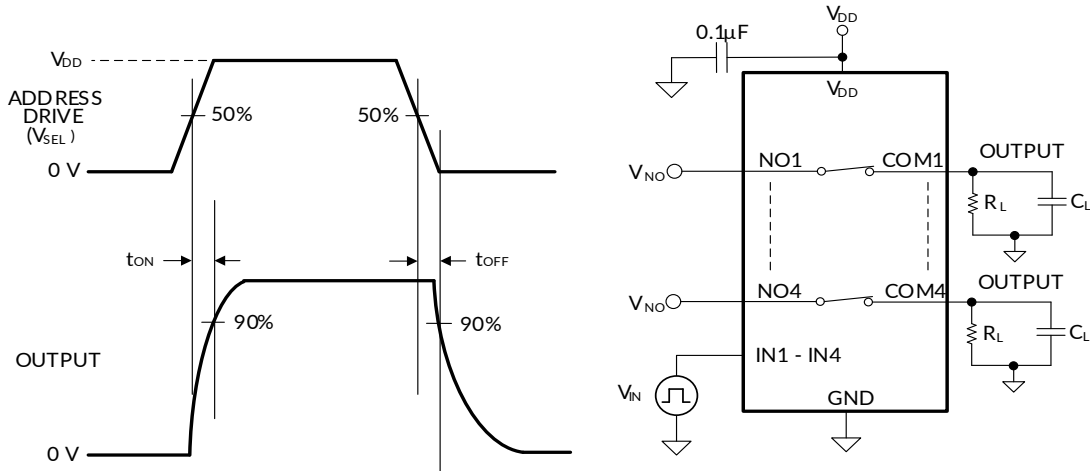 VDD
ADDRESS
DRIVE
(VSEL)
50%
50%
0 V
tON
tOFF
90%
90%
OUTPUT
0 V
VDD
0.1µF
VDD
VNO
NO1
COM1
OUTPUT
RL
CL
VNO
NO4
COM4
OUTPUT
RL
CL
IN1 - IN4
VIN
GND